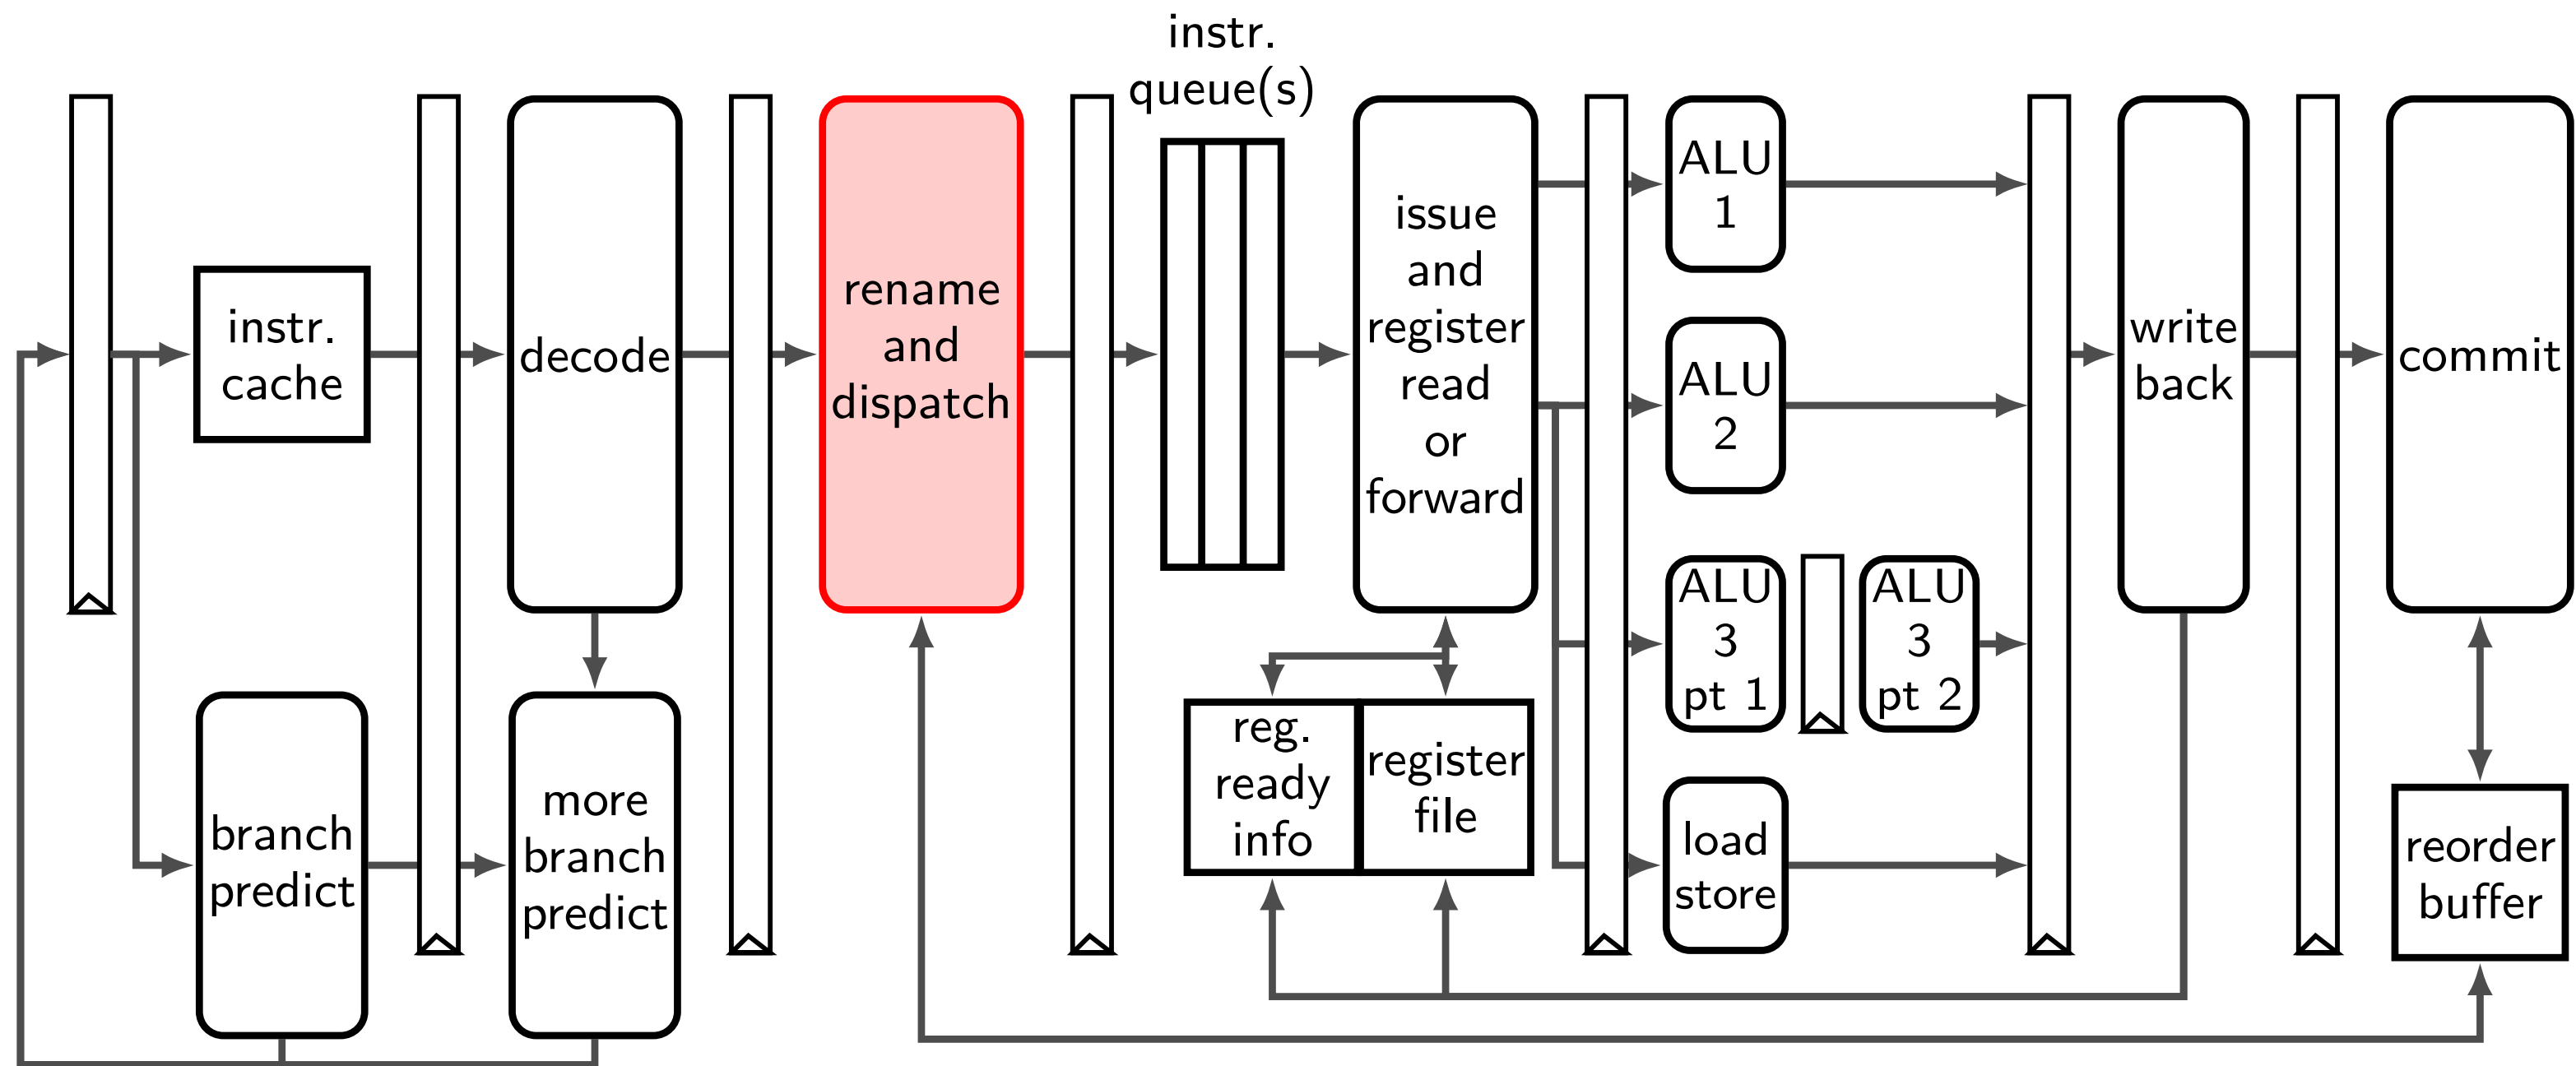 instr.
queue(s)
instr.
cache
decode
rename
and
dispatch
issue
and
register
read
or
forward
ALU
1
ALU
2
ALU
3
pt 1
ALU
3
pt 2
load
store
write
back
commit
branch
predict
more
branch
predict
reg.
ready
info
register
file
reorder
buffer